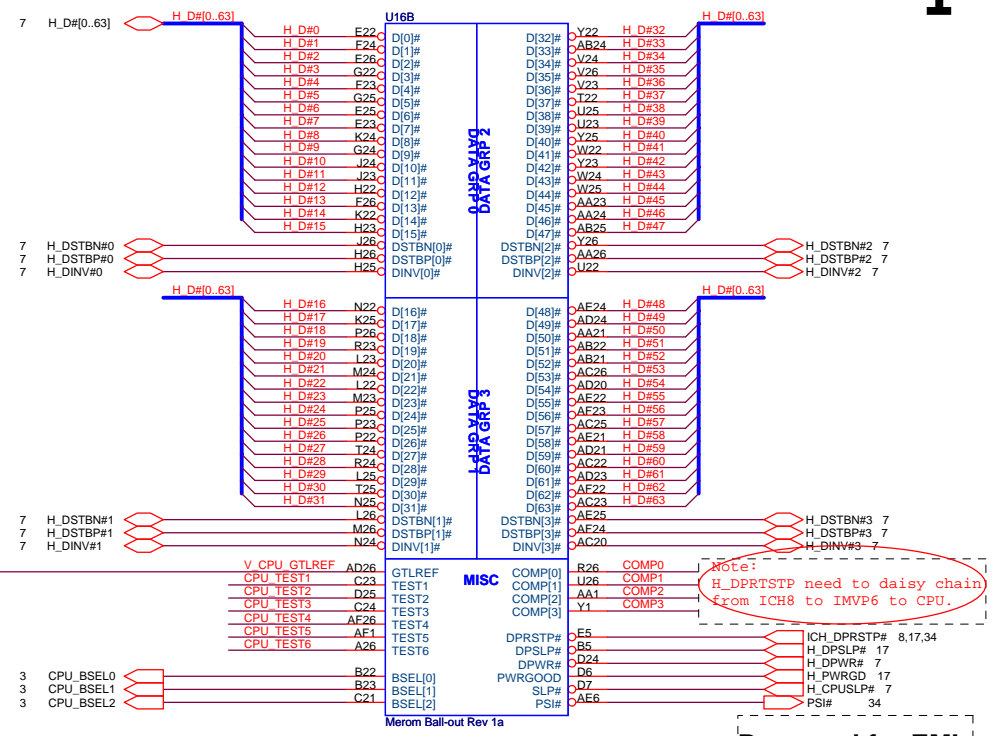 U16B
7 H_D#[0..63] H_D#[0..63]
H_D#0 E22 D[0]# D[32]# Y22 H_D#32
H_D#1 F24 D[1]# D[33]# AB24 H_D#33
H_D#2 E26 D[2]# D[34]# V24 H_D#34
H_D#3 G22 D[3]# D[35]# V26 H_D#35
H_D#4 F23 D[4]# D[36]# V23 H_D#36
H_D#5 G25 D[5]# D[37]# T22 H_D#37
H_D#6 E25 D[6]# D[38]# U25 H_D#38
H_D#7 E23 D[7]# D[39]# U23 H_D#39
H_D#8 K24 D[8]# D[40]# Y25 H_D#40
H_D#9 G24 D[9]# D[41]# W22 H_D#41
H_D#10 J24 D[10]# D[42]# Y23 H_D#42
H_D#11 J23 D[11]# D[43]# W24 H_D#43
H_D#12 H22 D[12]# D[44]# W25 H_D#44
H_D#13 F26 D[13]# D[45]# AA23 H_D#45
H_D#14 K22 D[14]# D[46]# AA24 H_D#46
H_D#15 H23 D[15]# D[47]# AB25 H_D#47
7 H_DSTBN#0 J26 DSTBN[0]# DSTBN[2]# Y26 H_DSTBN#2 7
7 H_DSTBP#0 H26 DSTBP[0]# DSTBP[2]# AA26 H_DSTBP#2 7
7 H_DINV#0 H25 DINV[0]# DINV[2]# U22 H_DINV#2 7
DATA GRP0
DATA GRP 2
H_D#[0..63] H_D#[0..63]
H_D#16 N22 D[16]# D[48]# AE24 H_D#48
H_D#17 K25 D[17]# D[49]# AD24 H_D#49
H_D#18 P26 D[18]# D[50]# AA21 H_D#50
H_D#19 R23 D[19]# D[51]# AB22 H_D#51
H_D#20 L23 D[20]# D[52]# AB21 H_D#52
H_D#21 M24 D[21]# D[53]# AC26 H_D#53
H_D#22 L22 D[22]# D[54]# AD20 H_D#54
H_D#23 M23 D[23]# D[55]# AE22 H_D#55
H_D#24 P25 D[24]# D[56]# AF23 H_D#56
H_D#25 P23 D[25]# D[57]# AC25 H_D#57
H_D#26 P22 D[26]# D[58]# AE21 H_D#58
H_D#27 T24 D[27]# D[59]# AD21 H_D#59
H_D#28 R24 D[28]# D[60]# AC22 H_D#60
H_D#29 L25 D[29]# D[61]# AD23 H_D#61
H_D#30 T25 D[30]# D[62]# AF22 H_D#62
H_D#31 N25 D[31]# D[63]# AC23 H_D#63
7 H_DSTBN#1 L26 DSTBN[1]# DSTBN[3]# AE25 H_DSTBN#3 7
7 H_DSTBP#1 M26 DSTBP[1]# DSTBP[3]# AF24 H_DSTBP#3 7
7 H_DINV#1 N24 DINV[1]# DINV[3]# AC20 H_DINV#3 7
DATA GRP1
DATA GRP 3
MISC
V_CPU_GTLREF AD26 GTLREF COMP[0] R26 COMP0
CPU_TEST1 C23 TEST1 COMP[1] U26 COMP1
CPU_TEST2 D25 TEST2 COMP[2] AA1 COMP2
CPU_TEST3 C24 TEST3 COMP[3] Y1 COMP3
CPU_TEST4 AF26 TEST4
CPU_TEST5 AF1 TEST5 DPRSTP# E5 ICH_DPRSTP# 8,17,34
CPU_TEST6 A26 TEST6 DPSLP# B5 H_DPSLP# 17
DPWR# D24 H_DPWR# 7
3 CPU_BSEL0 B22 BSEL[0] PWRGOOD D6 H_PWRGD 17
3 CPU_BSEL1 B23 BSEL[1] SLP# D7 H_CPUSLP# 7
3 CPU_BSEL2 C21 BSEL[2] PSI# AE6 PSI# 34
Note:
H_DPRTSTP need to daisy chain
from ICH8 to IMVP6 to CPU.
Merom Ball-out Rev 1a